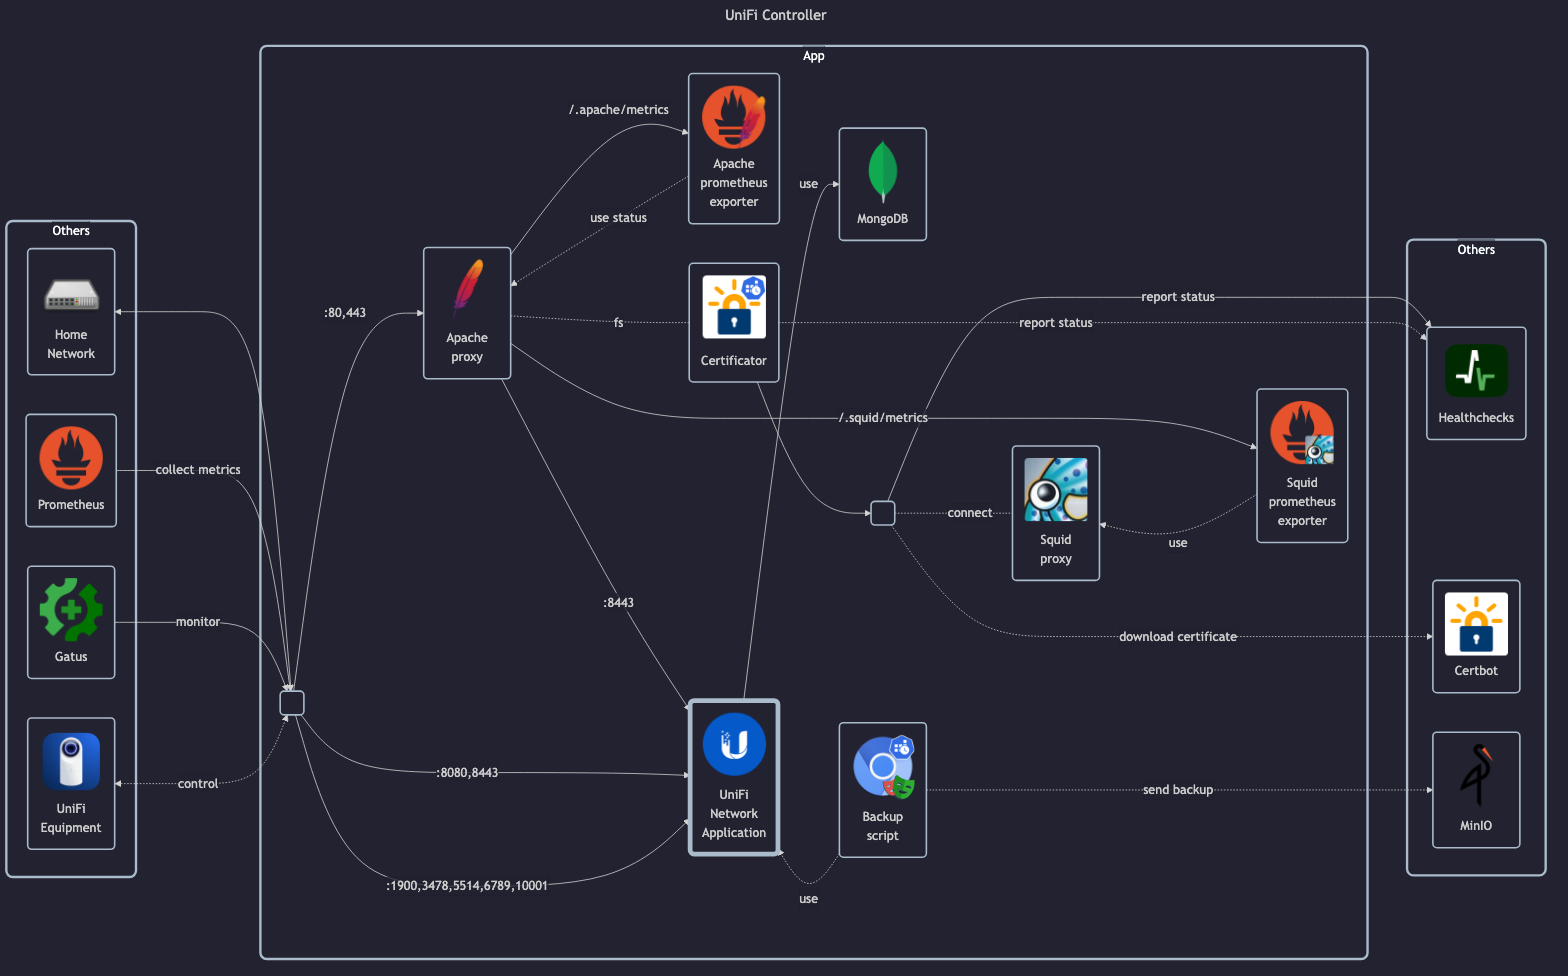 UniFi Controller
App
/.apache/metrics
Apache
prometheus
exporter
use
MongoDB
use status
Others
Home
Network
:80,443
Apache
proxy
fs
Certificator
report status
report status
Others
Healthchecks
/.squid/metrics
Prometheus
collect metrics
connect
Squid
proxy
Squid
prometheus
exporter
use
Gatus
monitor
:8443
download certificate
Certbot
UniFi
Equipment
control
:8080,8443
UniFi
Network
Application
Backup
script
send backup
MinIO
:1900,3478,5514,6789,10001
use